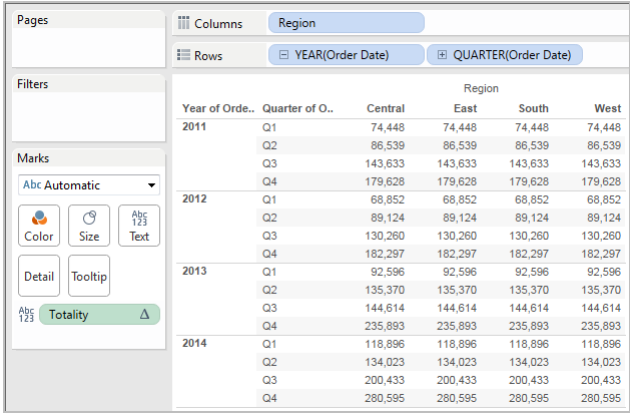 Pages
Columns Region
Rows YEAR(Order Date) QUARTER(Order Date)
Filters
Region
Year of Orde.. Quarter of O.. Central East South West
2011 Q1 74,448 74,448 74,448 74,448
Q2 86,539 86,539 86,539 86,539
Q3 143,633 143,633 143,633 143,633
Q4 179,628 179,628 179,628 179,628
2012 Q1 68,852 68,852 68,852 68,852
Q2 89,124 89,124 89,124 89,124
Q3 130,260 130,260 130,260 130,260
Q4 182,297 182,297 182,297 182,297
2013 Q1 92,596 92,596 92,596 92,596
Q2 135,370 135,370 135,370 135,370
Q3 144,614 144,614 144,614 144,614
Q4 235,893 235,893 235,893 235,893
2014 Q1 118,896 118,896 118,896 118,896
Q2 134,023 134,023 134,023 134,023
Q3 200,433 200,433 200,433 200,433
Q4 280,595 280,595 280,595 280,595
Marks
Abc Automatic
Abc
123
Color Size Text
Detail Tooltip
Abc
123 Totality Δ